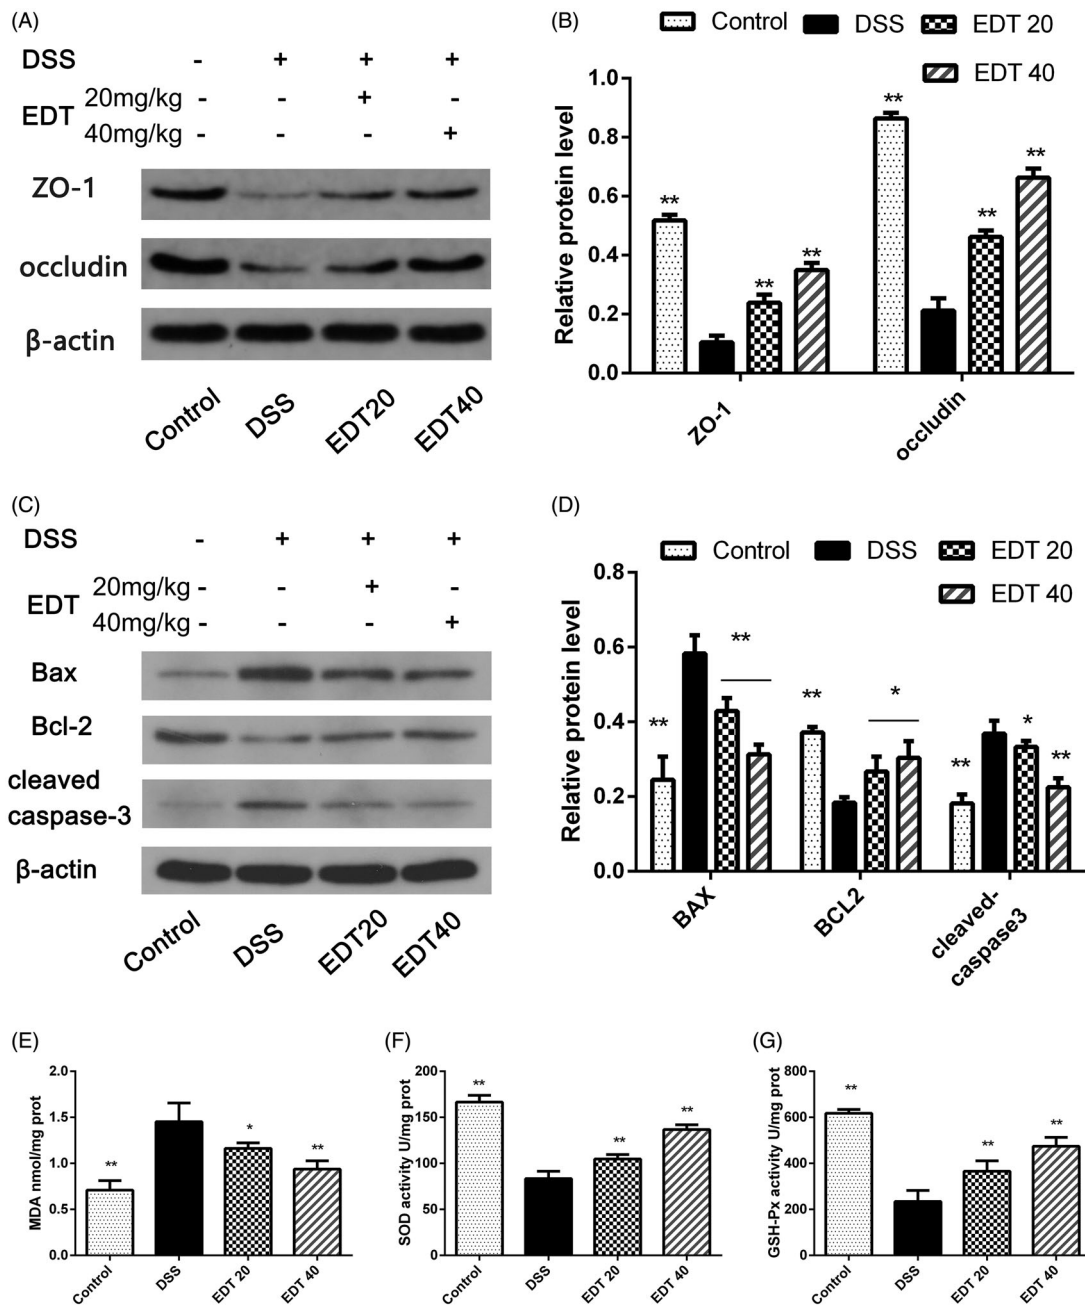 (A)
DSS - + + +
EDT
20mg/kg - - + -
40mg/kg - - - +
ZO-1
occludin
β-actin
Control DSS EDT20 EDT40
(B)
Control DSS EDT 20
EDT 40
Relative protein level
1.0
0.8
0.6
0.4
0.2
0.0
** ** ** ** ** **
ZO-1 occludin
(C)
DSS - + + +
EDT
20mg/kg - - + -
40mg/kg - - - +
Bax
Bcl-2
cleaved
caspase-3
β-actin
Control DSS EDT20 EDT40
(D)
Control DSS EDT 20
EDT 40
Relative protein level
0.8
0.6
0.4
0.2
0.0
** ** ** * ** * **
BAX BCL2 cleaved-
caspase3
(E)
MDA nmol/mg prot
2.0
1.5
1.0
0.5
0.0
** * **
Control DSS EDT 20 EDT 40
(F)
SOD activity U/mg prot
200
150
100
50
0
** ** **
Control DSS EDT 20 EDT 40
(G)
GSH-Px activity U/mg prot
800
600
400
200
0
** ** **
Control DSS EDT 20 EDT 40